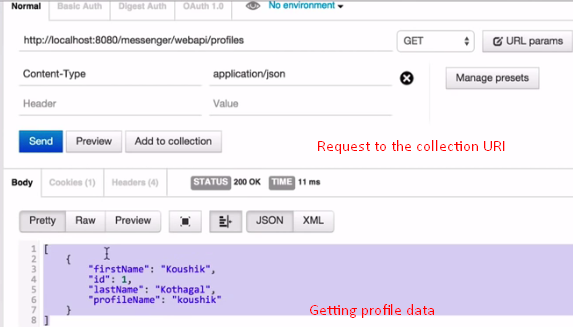 Normal Basic Auth Digest Auth OAuth 1.0 No environment
http://localhost:8080/messenger/webapi/profiles GET URL params
Content-Type application/json Manage presets
Header Value
Send Preview Add to collection
Request to the collection URI
Body Cookies (1) Headers (4) STATUS 200 OK TIME 11 ms
Pretty Raw Preview JSON XML
1 [
2 {
3 "firstName": "Koushik",
4 "id": 1,
5 "lastName": "Kothagal",
6 "profileName": "koushik"
7 }
8 ]
Getting profile data